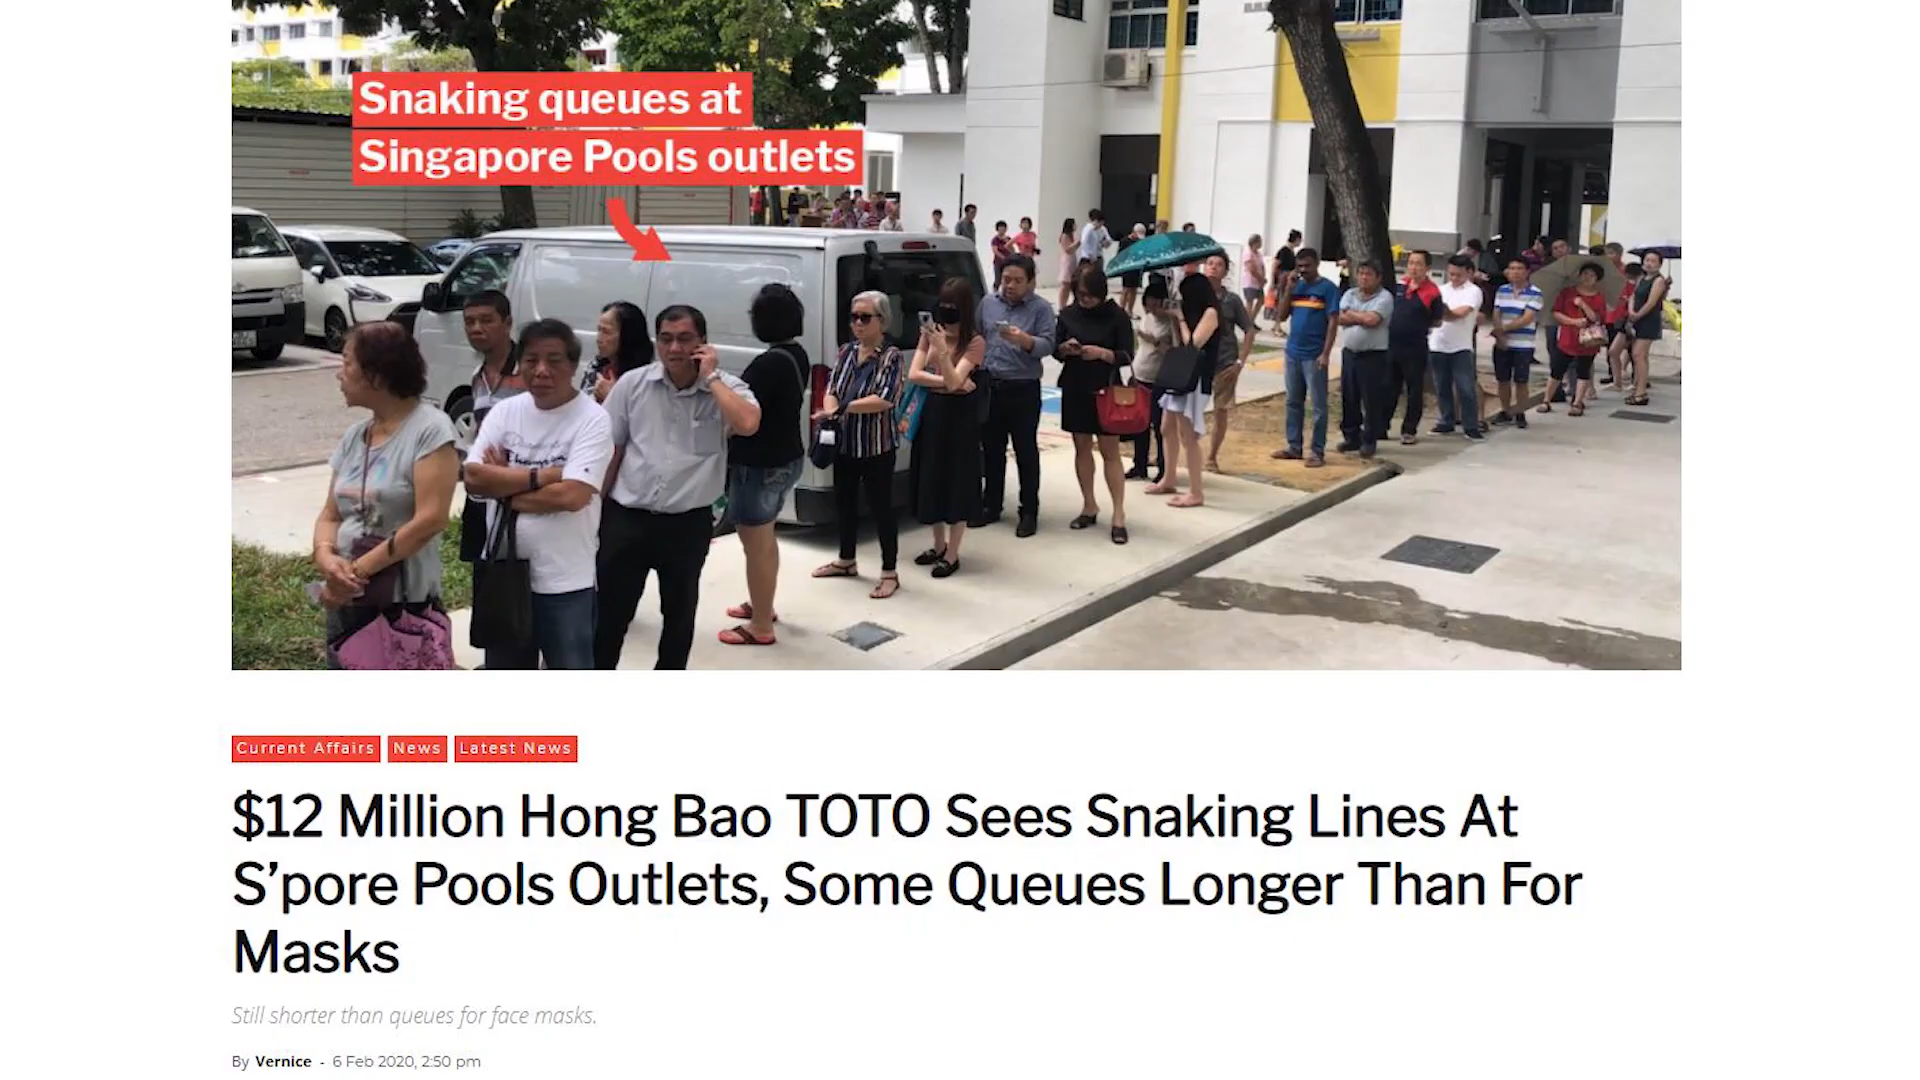 Snaking queues at
Singapore Pools outlets
Current Affairs News Latest News
$12 Million Hong Bao TOTO Sees Snaking Lines At
S’pore Pools Outlets, Some Queues Longer Than For
Masks
Still shorter than queues for face masks.
By Vernice - 6 Feb 2020, 2:50 pm